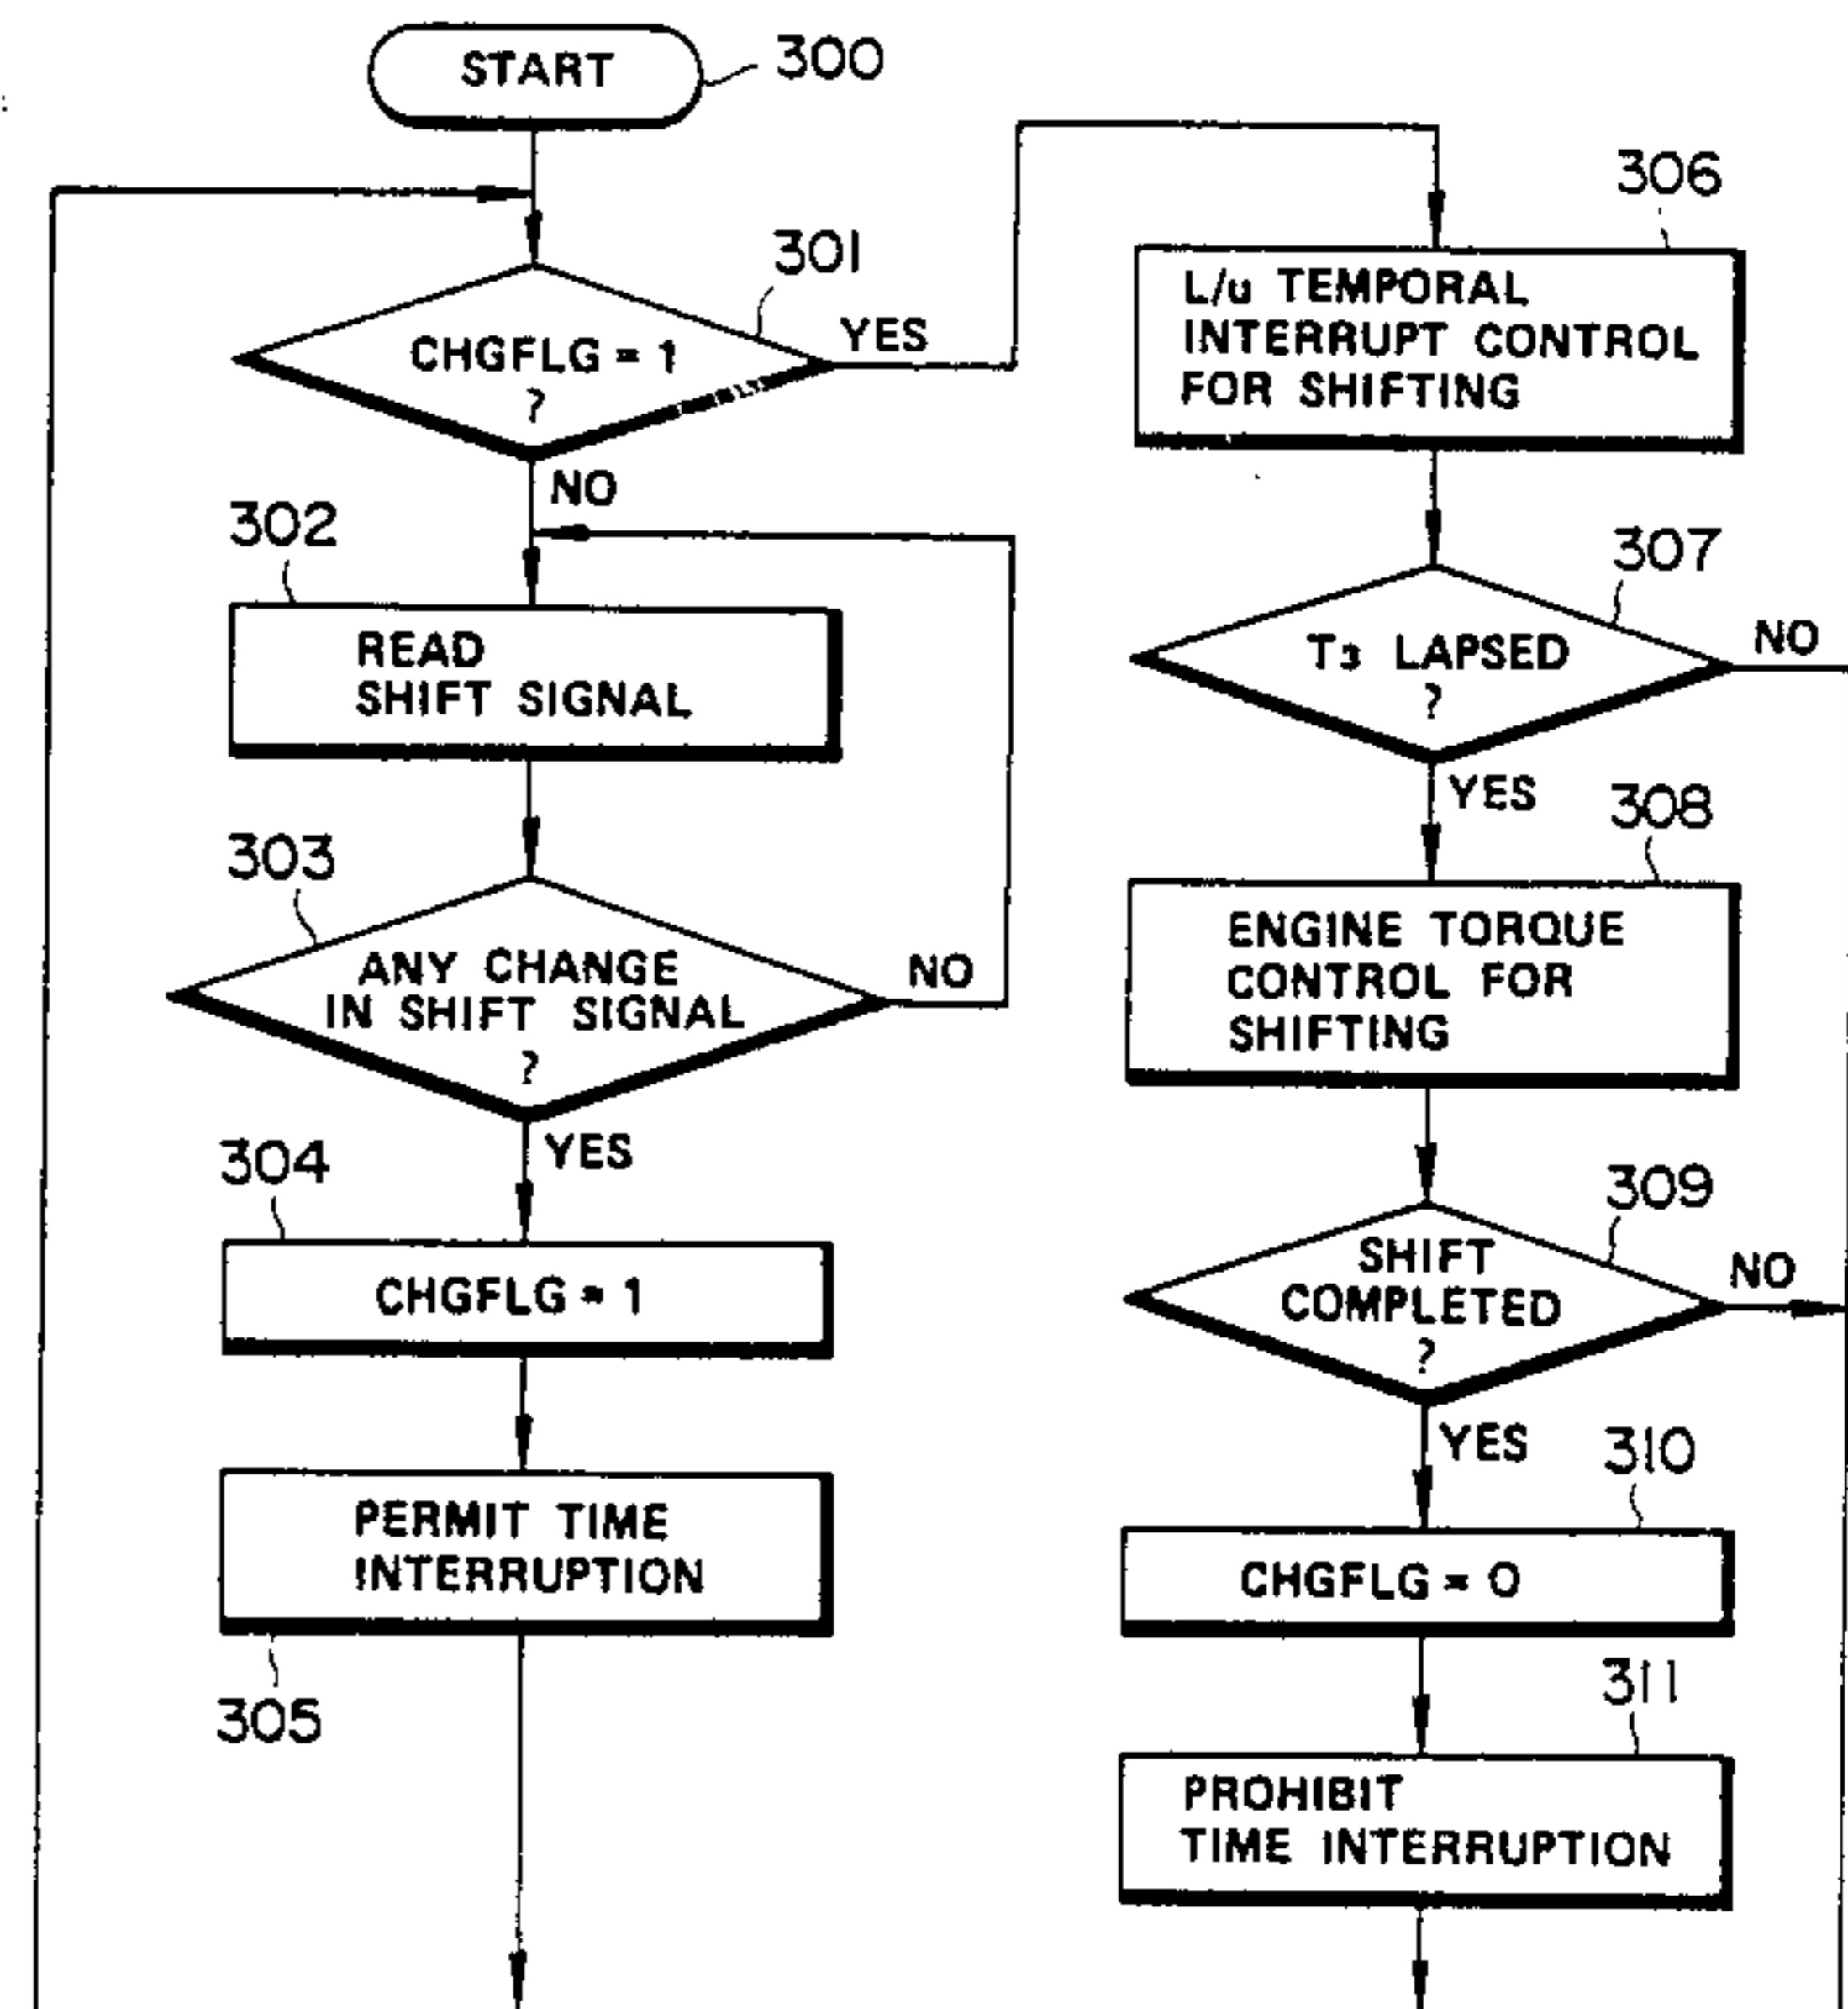 START
300
301
CHGFLG = 1
?
YES
NO
302
READ
SHIFT SIGNAL
303
ANY CHANGE
IN SHIFT SIGNAL
?
NO
YES
304
CHGFLG = 1
PERMIT TIME
INTERRUPTION
305
306
L/u TEMPORAL
INTERRUPT CONTROL
FOR SHIFTING
307
T3 LAPSED
?
NO
YES
308
ENGINE TORQUE
CONTROL FOR
SHIFTING
309
SHIFT
COMPLETED
?
NO
YES
310
CHGFLG = 0
311
PROHIBIT
TIME INTERRUPTION